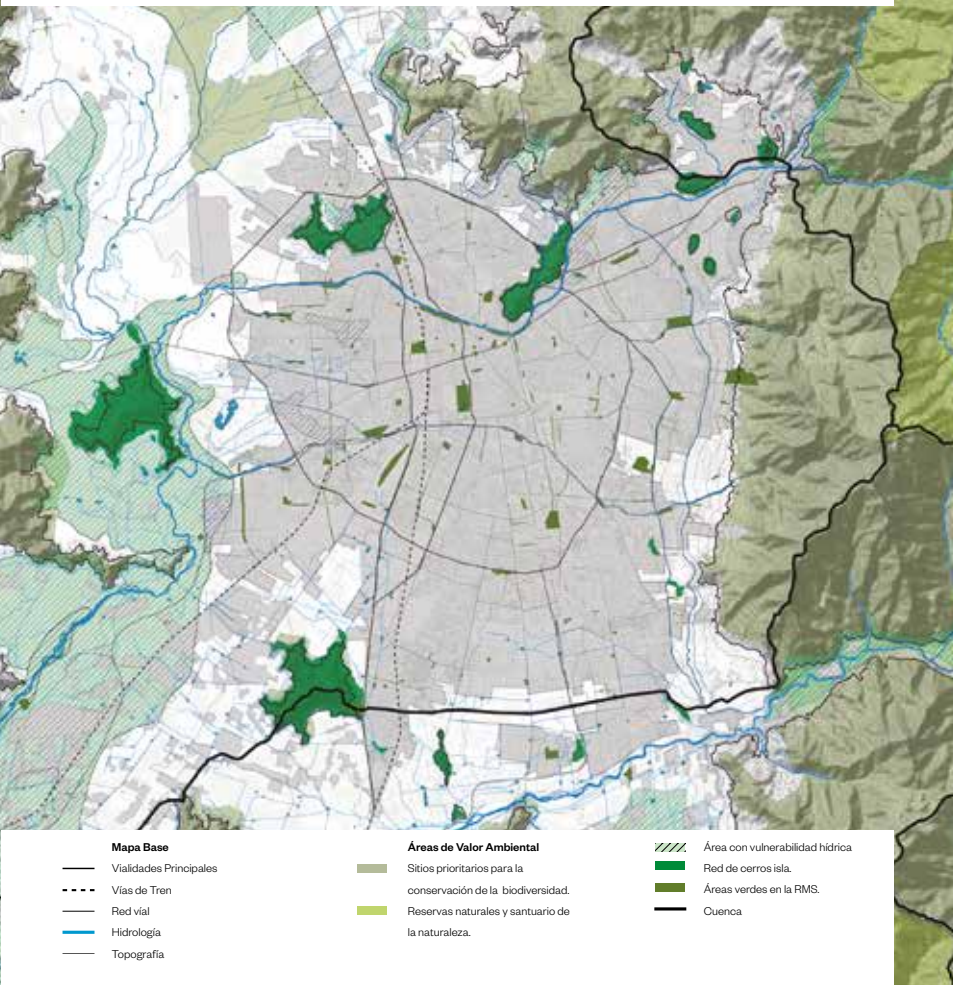 Mapa Base
Vialidades Principales
Vías de Tren
Red víal
Hidrología
Topografía
Áreas de Valor Ambiental
Sitios prioritarios para la
conservación de la biodiversidad.
Reservas naturales y santuario de
la naturaleza.
Área con vulnerabilidad hídrica
Red de cerros isla.
Áreas verdes en la RMS.
Cuenca